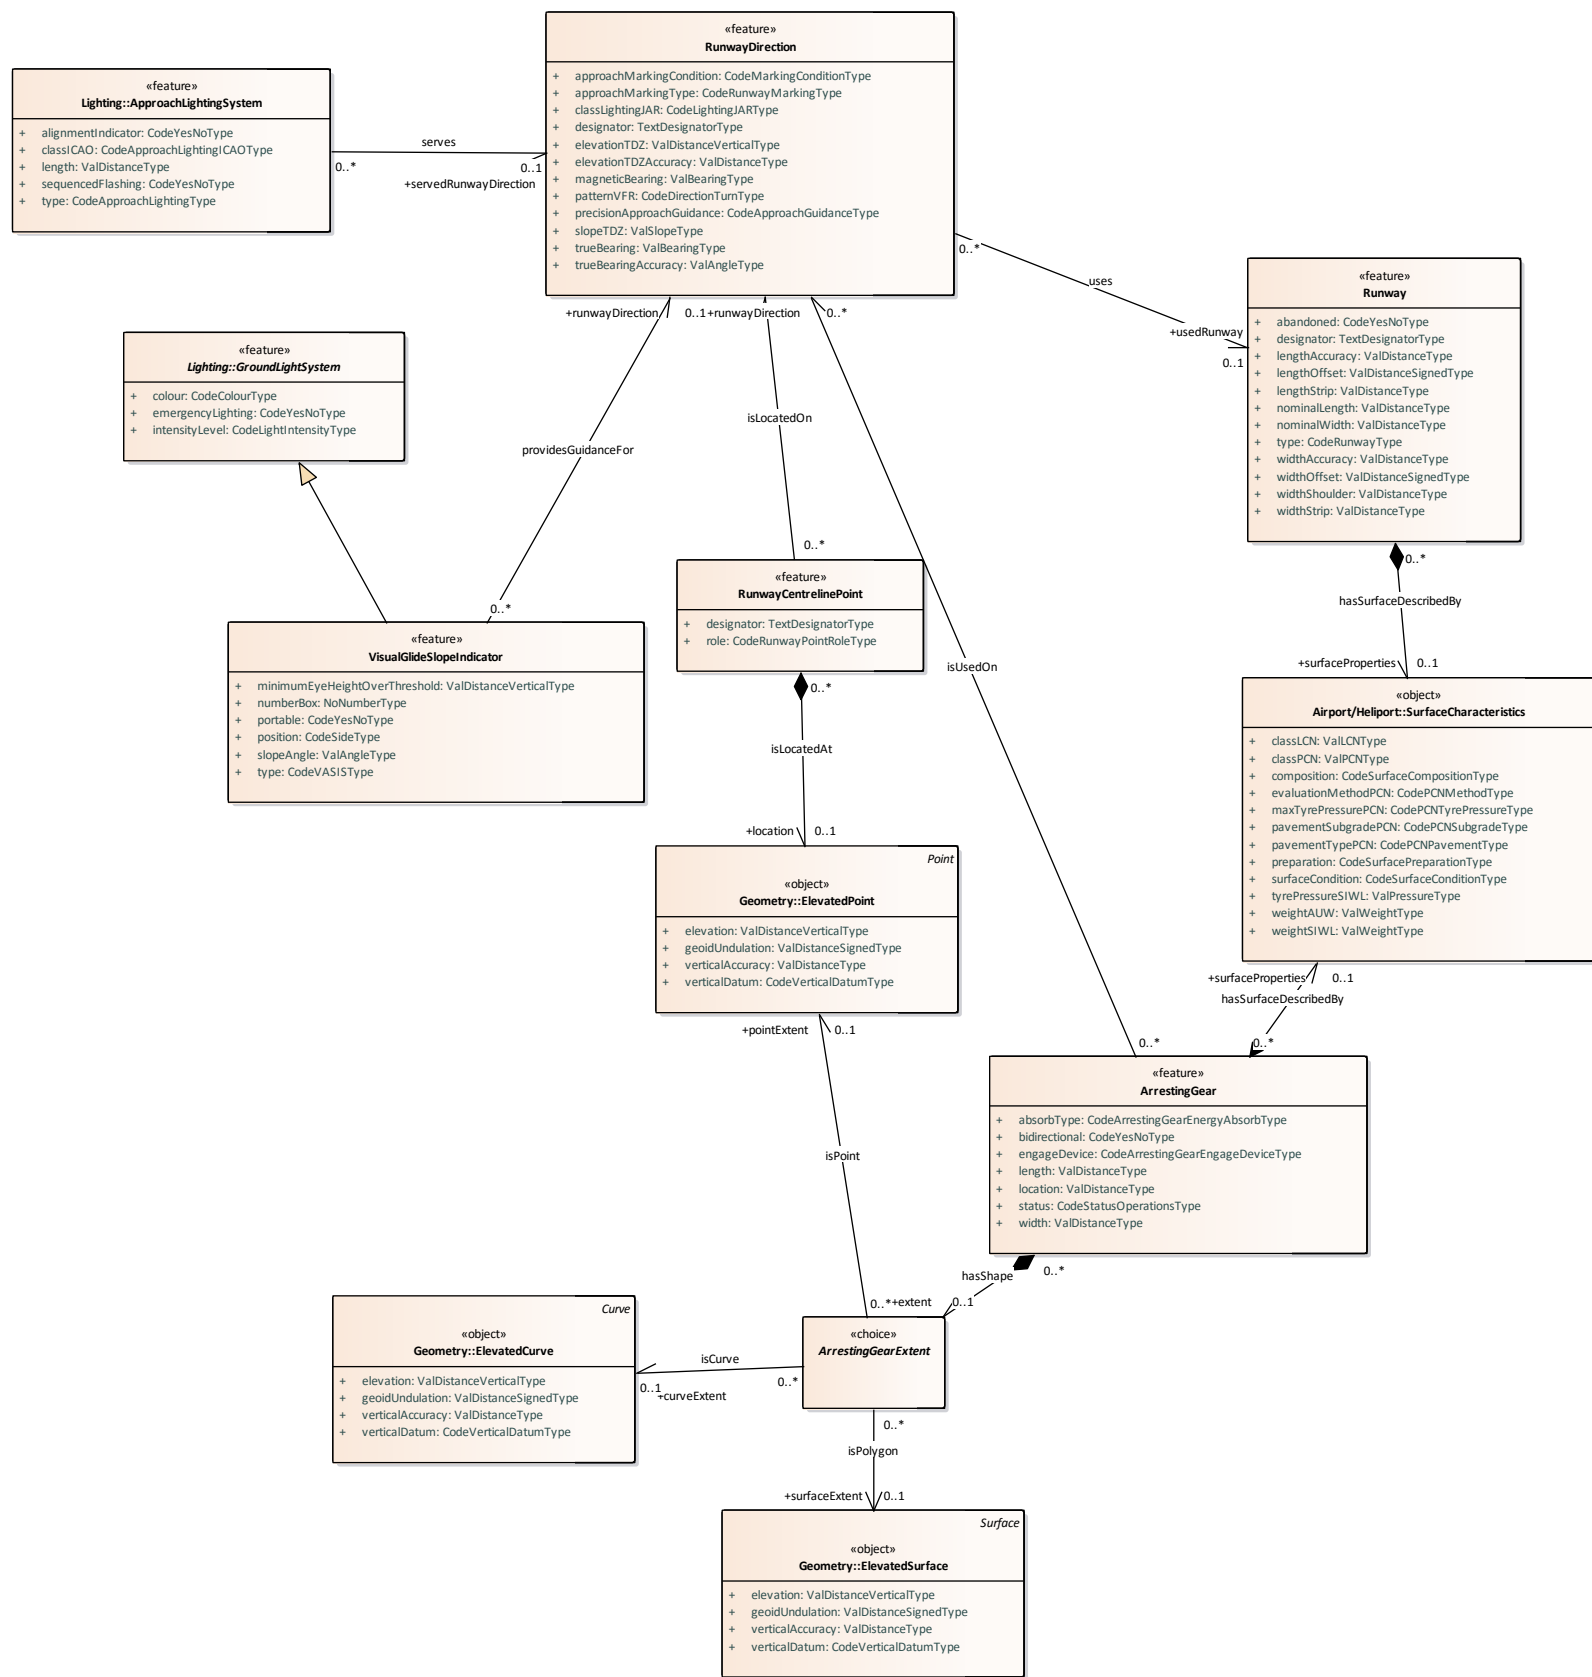 «feature»
RunwayDirection
+ approachMarkingCondition: CodeMarkingConditionType
+ approachMarkingType: CodeRunwayMarkingType
+ classLightingJAR: CodeLightingJARType
+ designator: TextDesignatorType
+ elevationTDZ: ValDistanceVerticalType
+ elevationTDZAccuracy: ValDistanceType
+ magneticBearing: ValBearingType
+ patternVFR: CodeDirectionTurnType
+ precisionApproachGuidance: CodeApproachGuidanceType
+ slopeTDZ: ValSlopeType
+ trueBearing: ValBearingType
+ trueBearingAccuracy: ValAngleType
«feature»
Lighting::ApproachLightingSystem
+ alignmentIndicator: CodeYesNoType
+ classICAO: CodeApproachLightingICAOType
+ length: ValDistanceType
+ sequencedFlashing: CodeYesNoType
+ type: CodeApproachLightingType
serves
0..*
0..1
+servedRunwayDirection
0..*
uses
+usedRunway
0..1
«feature»
Runway
+ abandoned: CodeYesNoType
+ designator: TextDesignatorType
+ lengthAccuracy: ValDistanceType
+ lengthOffset: ValDistanceSignedType
+ lengthStrip: ValDistanceType
+ nominalLength: ValDistanceType
+ nominalWidth: ValDistanceType
+ type: CodeRunwayType
+ widthAccuracy: ValDistanceType
+ widthOffset: ValDistanceSignedType
+ widthShoulder: ValDistanceType
+ widthStrip: ValDistanceType
+runwayDirection
0..1
+runwayDirection
0..*
«feature»
Lighting::GroundLightSystem
+ colour: CodeColourType
+ emergencyLighting: CodeYesNoType
+ intensityLevel: CodeLightIntensityType
isLocatedOn
providesGuidanceFor
0..*
0..*
0..*
hasSurfaceDescribedBy
+surfaceProperties
0..1
«feature»
RunwayCentrelinePoint
+ designator: TextDesignatorType
+ role: CodeRunwayPointRoleType
«feature»
VisualGlideSlopeIndicator
+ minimumEyeHeightOverThreshold: ValDistanceVerticalType
+ numberBox: NoNumberType
+ portable: CodeYesNoType
+ position: CodeSideType
+ slopeAngle: ValAngleType
+ type: CodeVASISType
isUsedOn
0..*
isLocatedAt
+location
0..1
«object»
Airport/Heliport::SurfaceCharacteristics
+ classLCN: ValLCNType
+ classPCN: ValPCNType
+ composition: CodeSurfaceCompositionType
+ evaluationMethodPCN: CodePCNMethodType
+ maxTyrePressurePCN: CodePCNTyrePressureType
+ pavementSubgradePCN: CodePCNSubgradeType
+ pavementTypePCN: CodePCNPavementType
+ preparation: CodeSurfacePreparationType
+ surfaceCondition: CodeSurfaceConditionType
+ tyrePressureSIWL: ValPressureType
+ weightAUW: ValWeightType
+ weightSIWL: ValWeightType
Point
«object»
Geometry::ElevatedPoint
+ elevation: ValDistanceVerticalType
+ geoidUndulation: ValDistanceSignedType
+ verticalAccuracy: ValDistanceType
+ verticalDatum: CodeVerticalDatumType
+surfaceProperties
0..1
hasSurfaceDescribedBy
0..*
0..*
+pointExtent
0..1
«feature»
ArrestingGear
+ absorbType: CodeArrestingGearEnergyAbsorbType
+ bidirectional: CodeYesNoType
+ engageDevice: CodeArrestingGearEngageDeviceType
+ length: ValDistanceType
+ location: ValDistanceType
+ status: CodeStatusOperationsType
+ width: ValDistanceType
isPoint
hasShape
0..*
0..*
+extent
0..1
«choice»
ArrestingGearExtent
Curve
«object»
Geometry::ElevatedCurve
+ elevation: ValDistanceVerticalType
+ geoidUndulation: ValDistanceSignedType
+ verticalAccuracy: ValDistanceType
+ verticalDatum: CodeVerticalDatumType
isCurve
0..1
+curveExtent
0..*
0..*
isPolygon
+surfaceExtent
0..1
Surface
«object»
Geometry::ElevatedSurface
+ elevation: ValDistanceVerticalType
+ geoidUndulation: ValDistanceSignedType
+ verticalAccuracy: ValDistanceType
+ verticalDatum: CodeVerticalDatumType